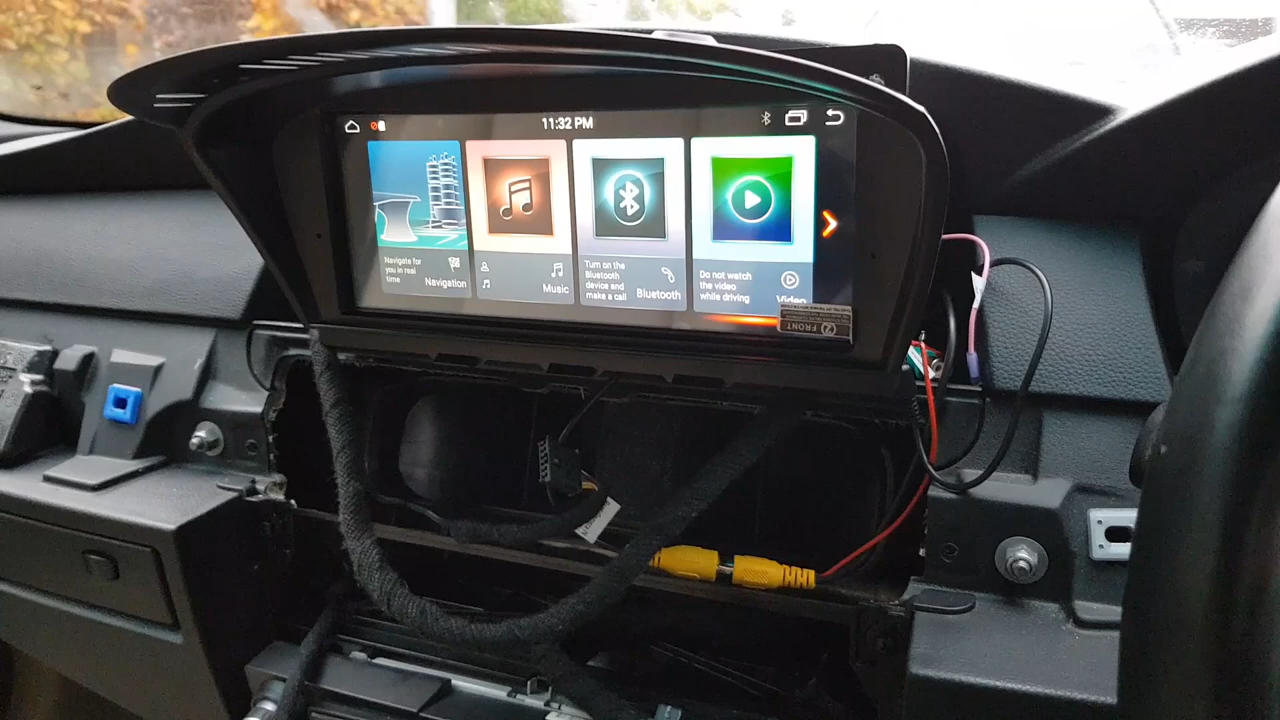 11:32 PM
Navigate for
you in real
time
Navigation
Music
Turn on the
Bluetooth
device and
make a call
Bluetooth
Do not watch
the video
while driving
Video
FRONT